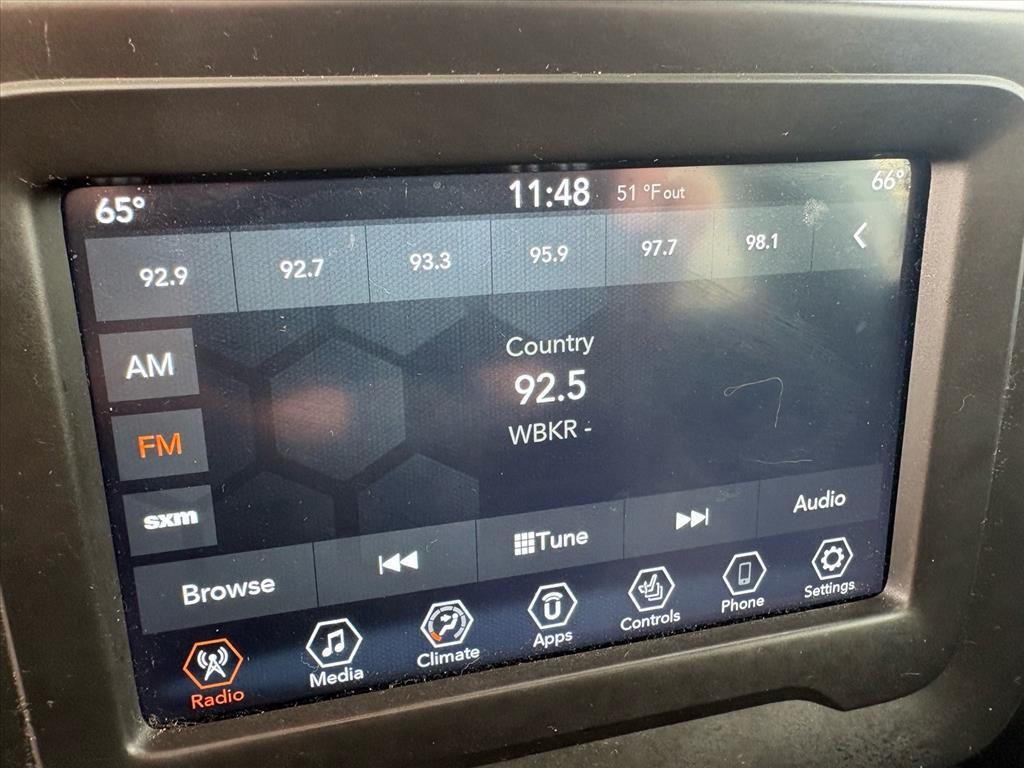 65° 11:48 51 °F out 66°
92.9 92.7 93.3 95.9 97.7 98.1
AM
FM
sxm
Country
92.5
WBKR -
Browse Tune Audio
Radio Media Climate Apps Controls Phone Settings